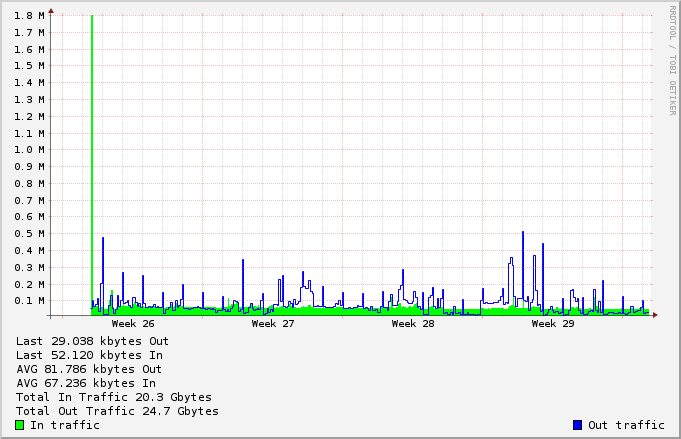 RRDTOOL / TOBI OETIKER
1.8 M
1.7 M
1.6 M
1.5 M
1.4 M
1.3 M
1.2 M
1.1 M
1.0 M
0.9 M
0.8 M
0.7 M
0.6 M
0.5 M
0.4 M
0.3 M
0.2 M
0.1 M
Week 26 Week 27 Week 28 Week 29
Last 29.038 kbytes Out
Last 52.120 kbytes In
AVG 81.786 kbytes Out
AVG 67.236 kbytes In
Total In Traffic 20.3 Gbytes
Total Out Traffic 24.7 Gbytes
In traffic Out traffic